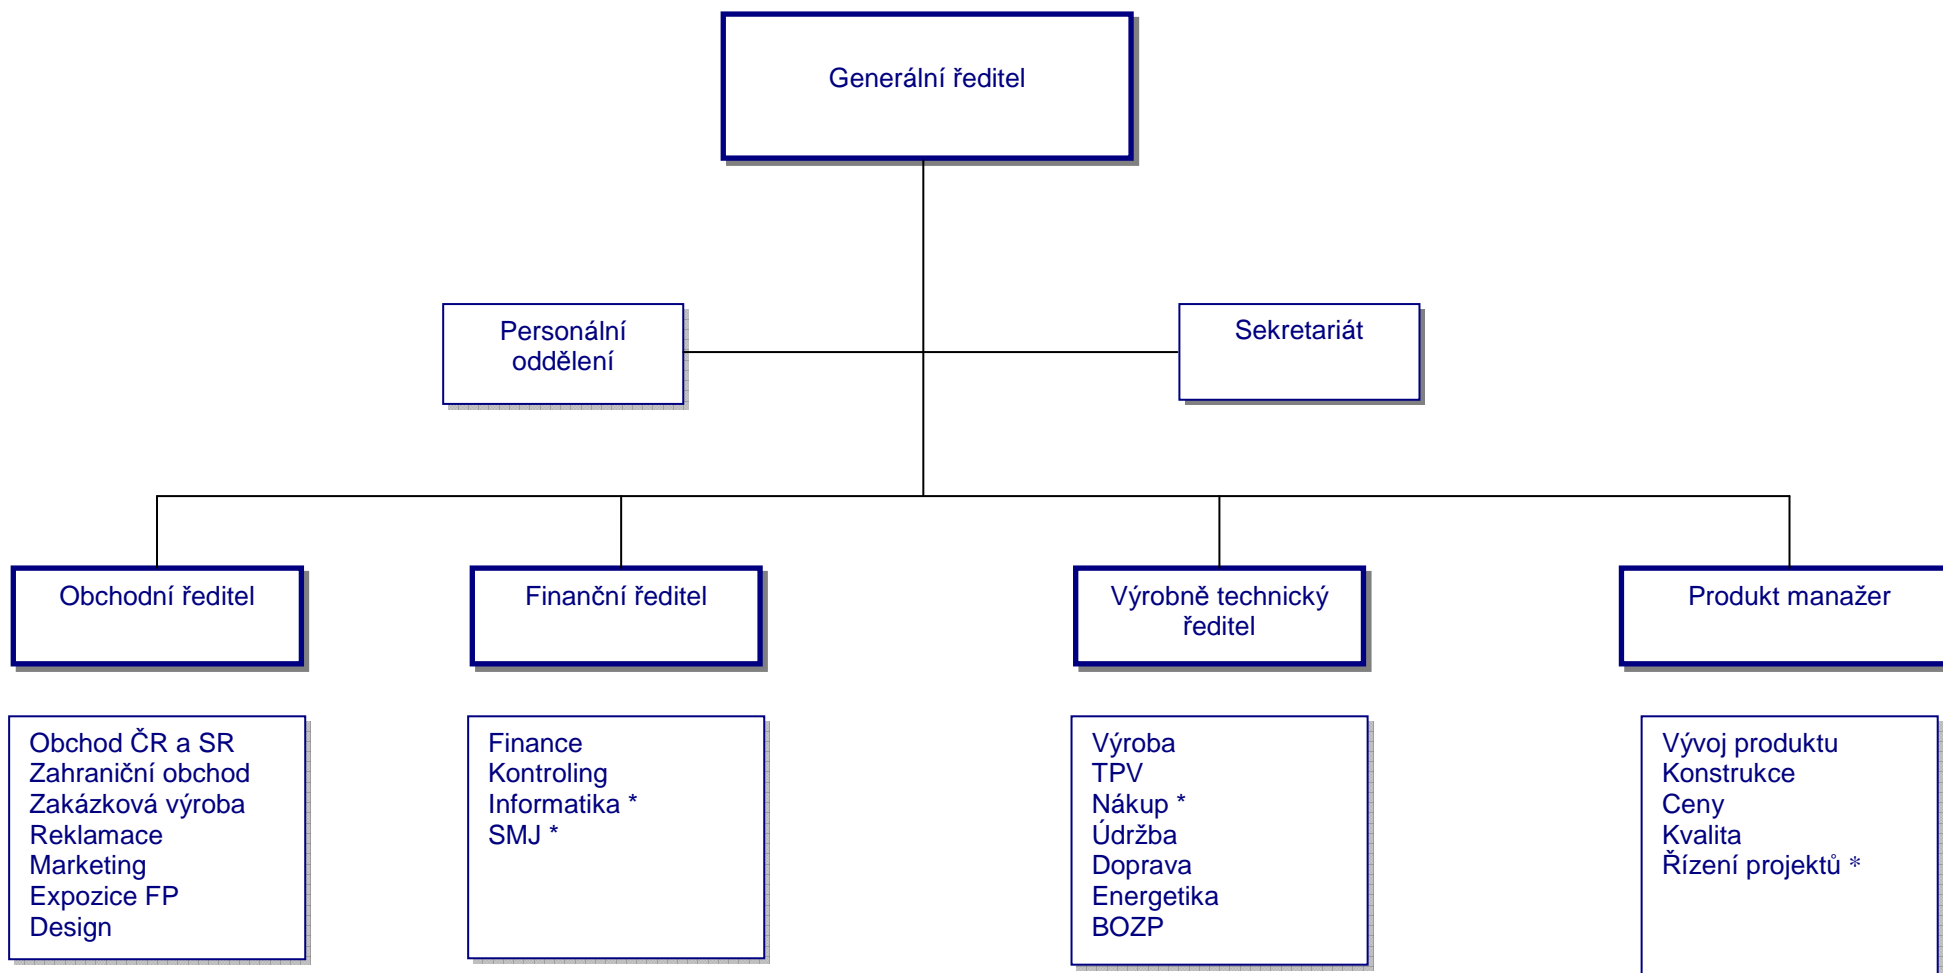 Generální ředitel
Personální
oddělení
Sekretariát
Obchodní ředitel
Finanční ředitel
Výrobně technický
ředitel
Produkt manažer
Obchod ČR a SR
Zahraniční obchod
Zakázková výroba
Reklamace
Marketing
Expozice FP
Design
Finance
Kontroling
Informatika *
SMJ *
Výroba
TPV
Nákup *
Údržba
Doprava
Energetika
BOZP
Vývoj produktu
Konstrukce
Ceny
Kvalita
Řízení projektů *